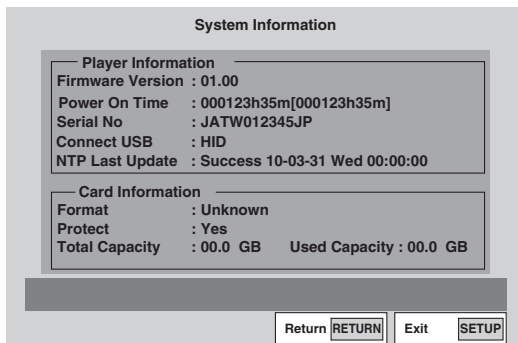 System Information
Player Information
Firmware Version : 01.00
Power On Time : 000123h35m[000123h35m]
Serial No : JATW012345JP
Connect USB : HID
NTP Last Update : Success 10-03-31 Wed 00:00:00
Card Information
Format : Unknown
Protect : Yes
Total Capacity : 00.0 GB Used Capacity : 00.0 GB
Return RETURN Exit SETUP